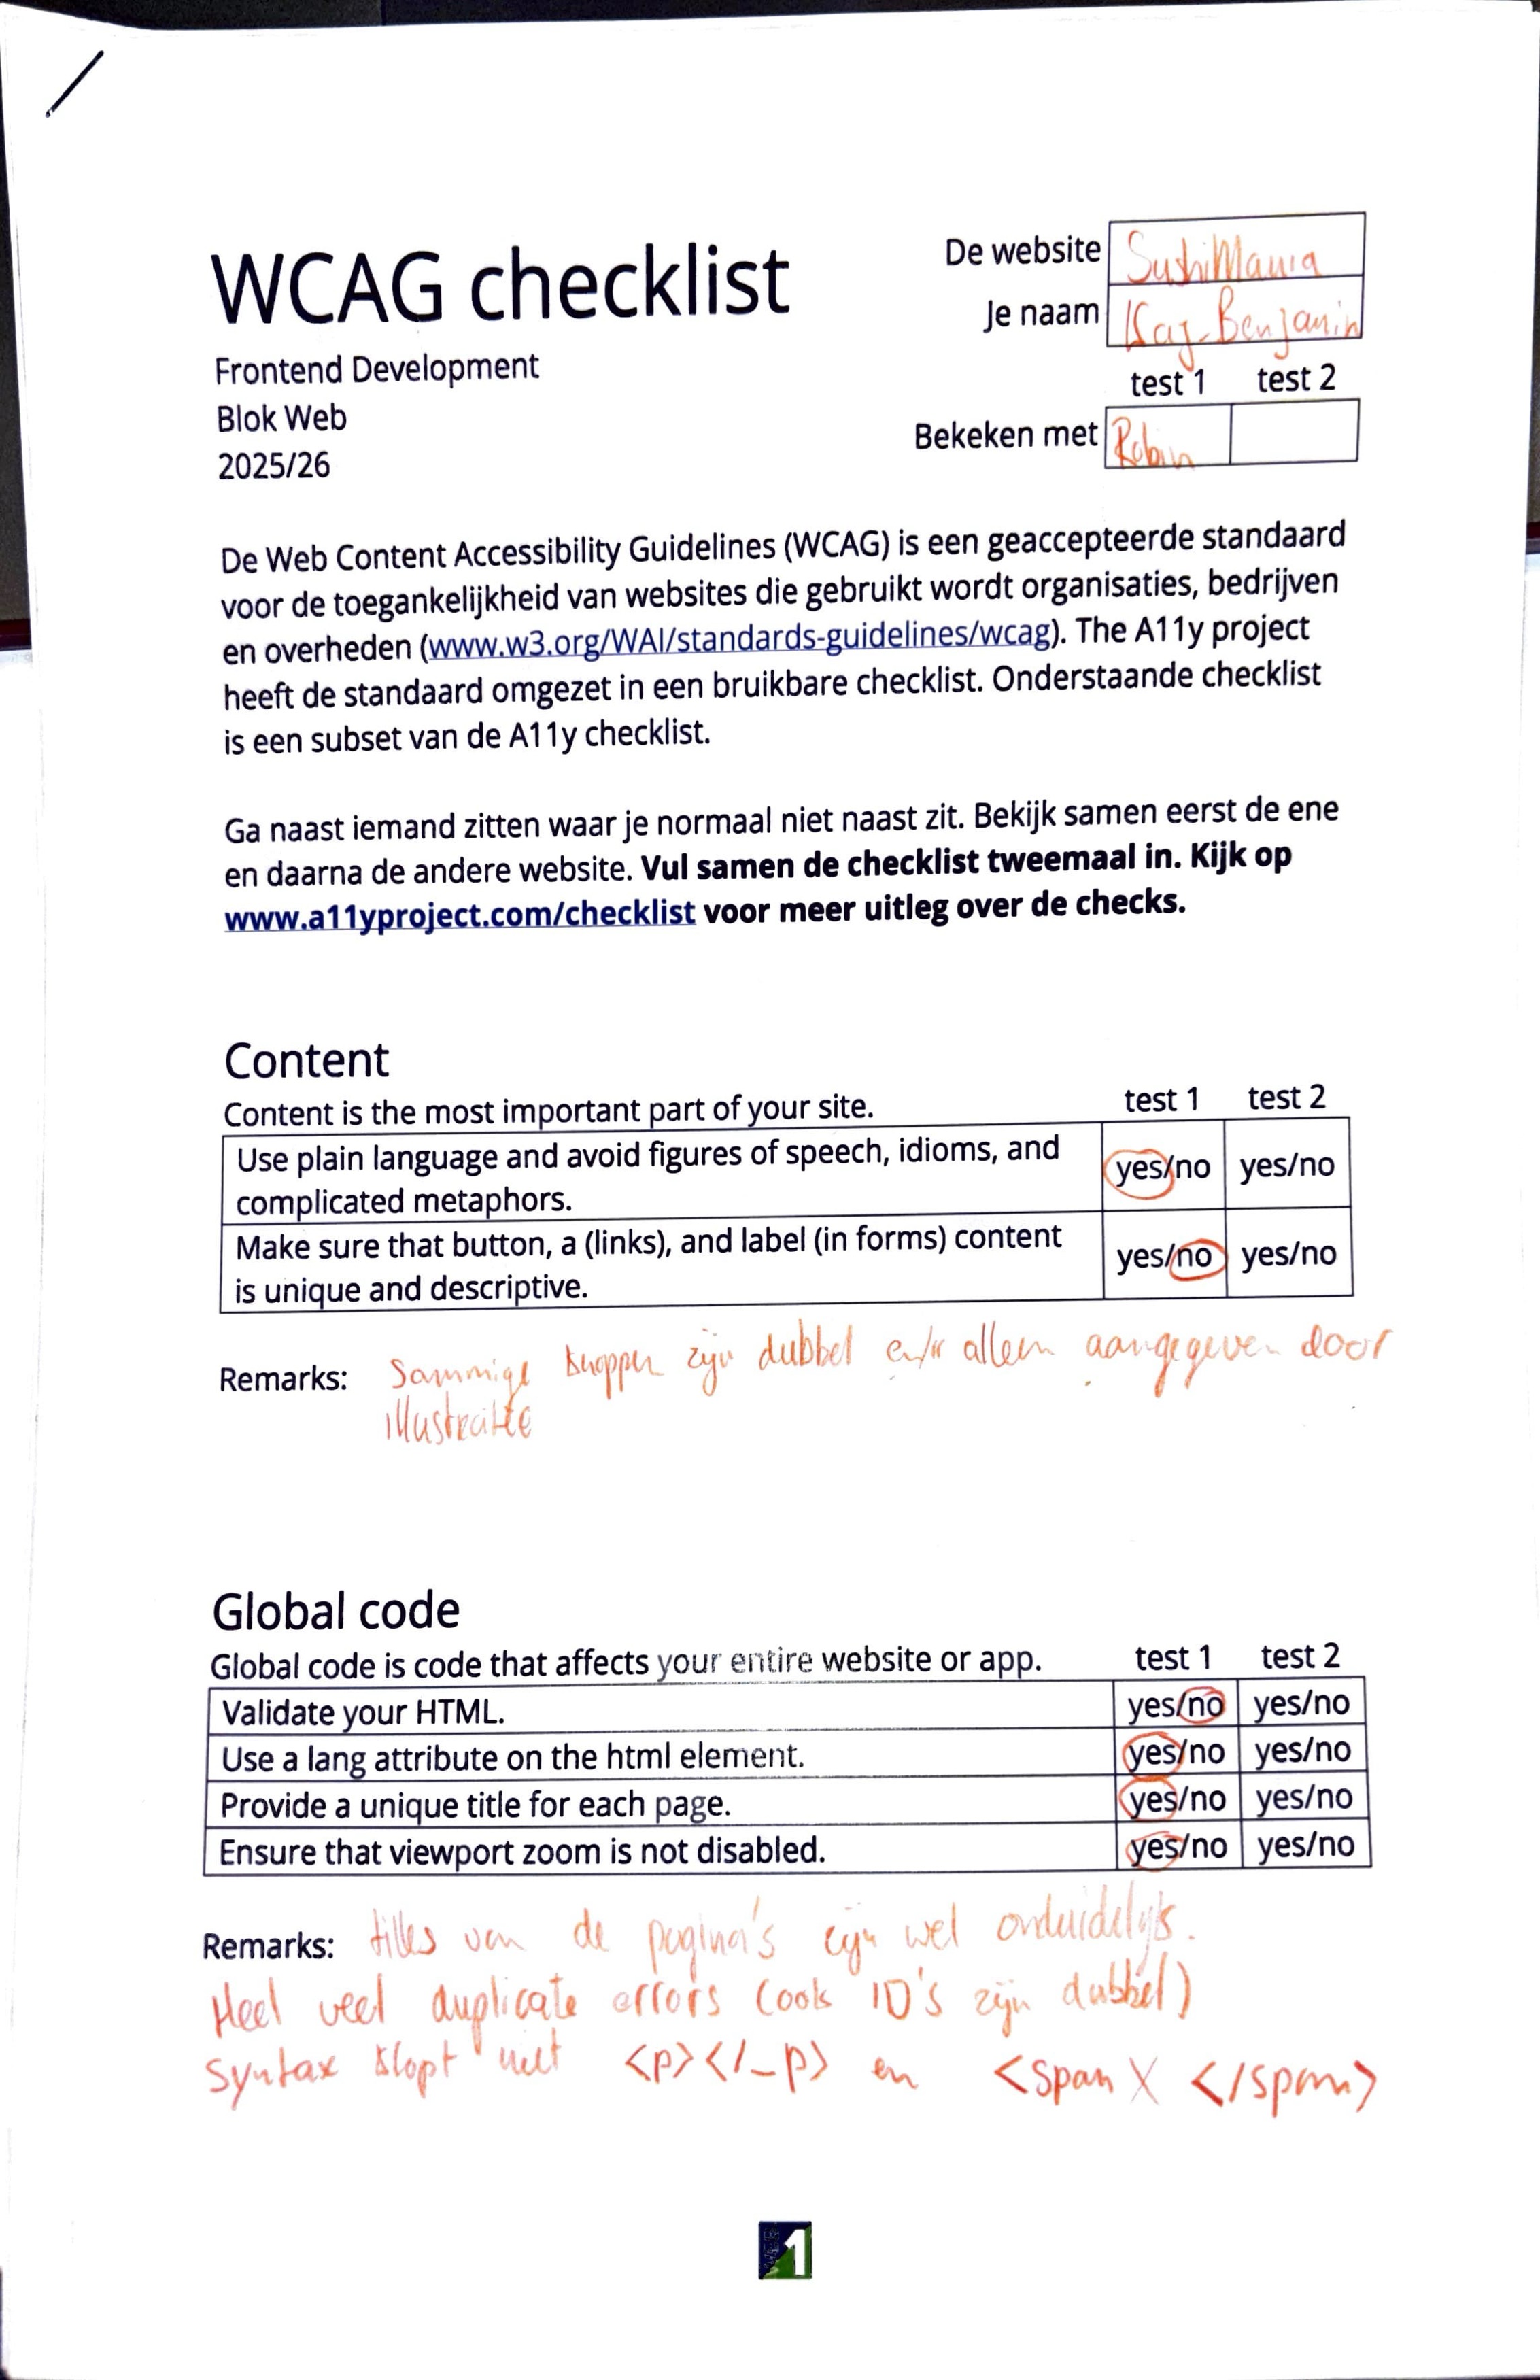 WCAG checklist
Frontend Development
Blok Web
2025/26
De website SushiMania
Je naam Kaj-Benjamin
test 1 test 2
Bekeken met Robin
De Web Content Accessibility Guidelines (WCAG) is een geaccepteerde standaard
voor de toegankelijkheid van websites die gebruikt wordt organisaties, bedrijven
en overheden (www.w3.org/WAI/standards-guidelines/wcag). The A11y project
heeft de standaard omgezet in een bruikbare checklist. Onderstaande checklist
is een subset van de A11y checklist.
Ga naast iemand zitten waar je normaal niet naast zit. Bekijk samen eerst de ene
en daarna de andere website. Vul samen de checklist tweemaal in. Kijk op
www.a11yproject.com/checklist voor meer uitleg over de checks.
Content
Content is the most important part of your site. test 1 test 2
Use plain language and avoid figures of speech, idioms, and
complicated metaphors. yes/no yes/no
Make sure that button, a (links), and label (in forms) content
is unique and descriptive. yes/no yes/no
Remarks: Sommige knoppen zijn dubbel en/of alleen aangegeven door
illustratie
Global code
Global code is code that affects your entire website or app. test 1 test 2
Validate your HTML. yes/no yes/no
Use a lang attribute on the html element. yes/no yes/no
Provide a unique title for each page. yes/no yes/no
Ensure that viewport zoom is not disabled. yes/no yes/no
Remarks: titles van de pagina's zijn wel onduidelijk.
Heel veel duplicate errors (ook ID's zijn dubbel)
Syntax klopt niet <p></_p> en <span X </span>
1